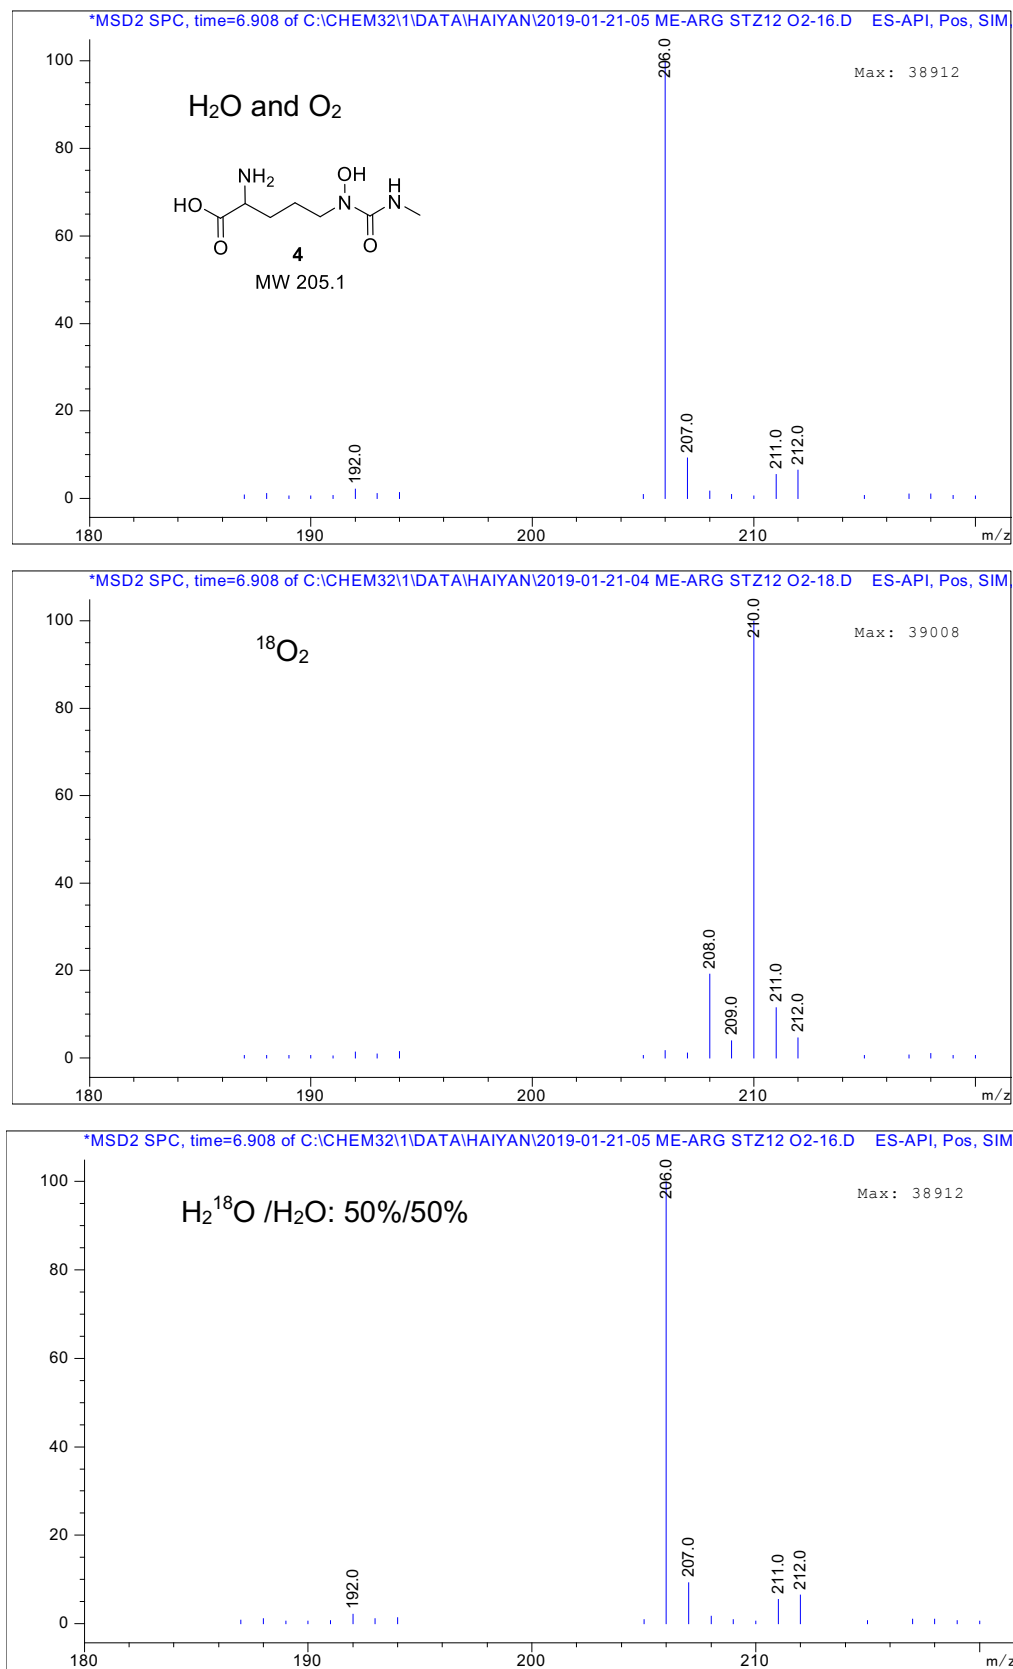 *MSD2 SPC, time=6.908 of C:\CHEM32\1\DATA\HAIYAN\2019-01-21-05 ME-ARG STZ12 O2-16.D ES-API, Pos, SIM,
100
206.0
Max: 38912
H₂O and O₂
80
NH₂
OH
H
HO
N
N
60
O
O
4
MW 205.1
40
20
207.0
211.0
212.0
192.0
0
180
190
200
210
m/z
*MSD2 SPC, time=6.908 of C:\CHEM32\1\DATA\HAIYAN\2019-01-21-04 ME-ARG STZ12 O2-18.D ES-API, Pos, SIM,
100
210.0
Max: 39008
¹⁸O₂
80
60
40
20
208.0
209.0
211.0
212.0
0
180
190
200
210
m/z
*MSD2 SPC, time=6.908 of C:\CHEM32\1\DATA\HAIYAN\2019-01-21-05 ME-ARG STZ12 O2-16.D ES-API, Pos, SIM
100
206.0
Max: 38912
H₂¹⁸O /H₂O: 50%/50%
80
60
40
20
207.0
211.0
212.0
192.0
0
180
190
200
210
m/z